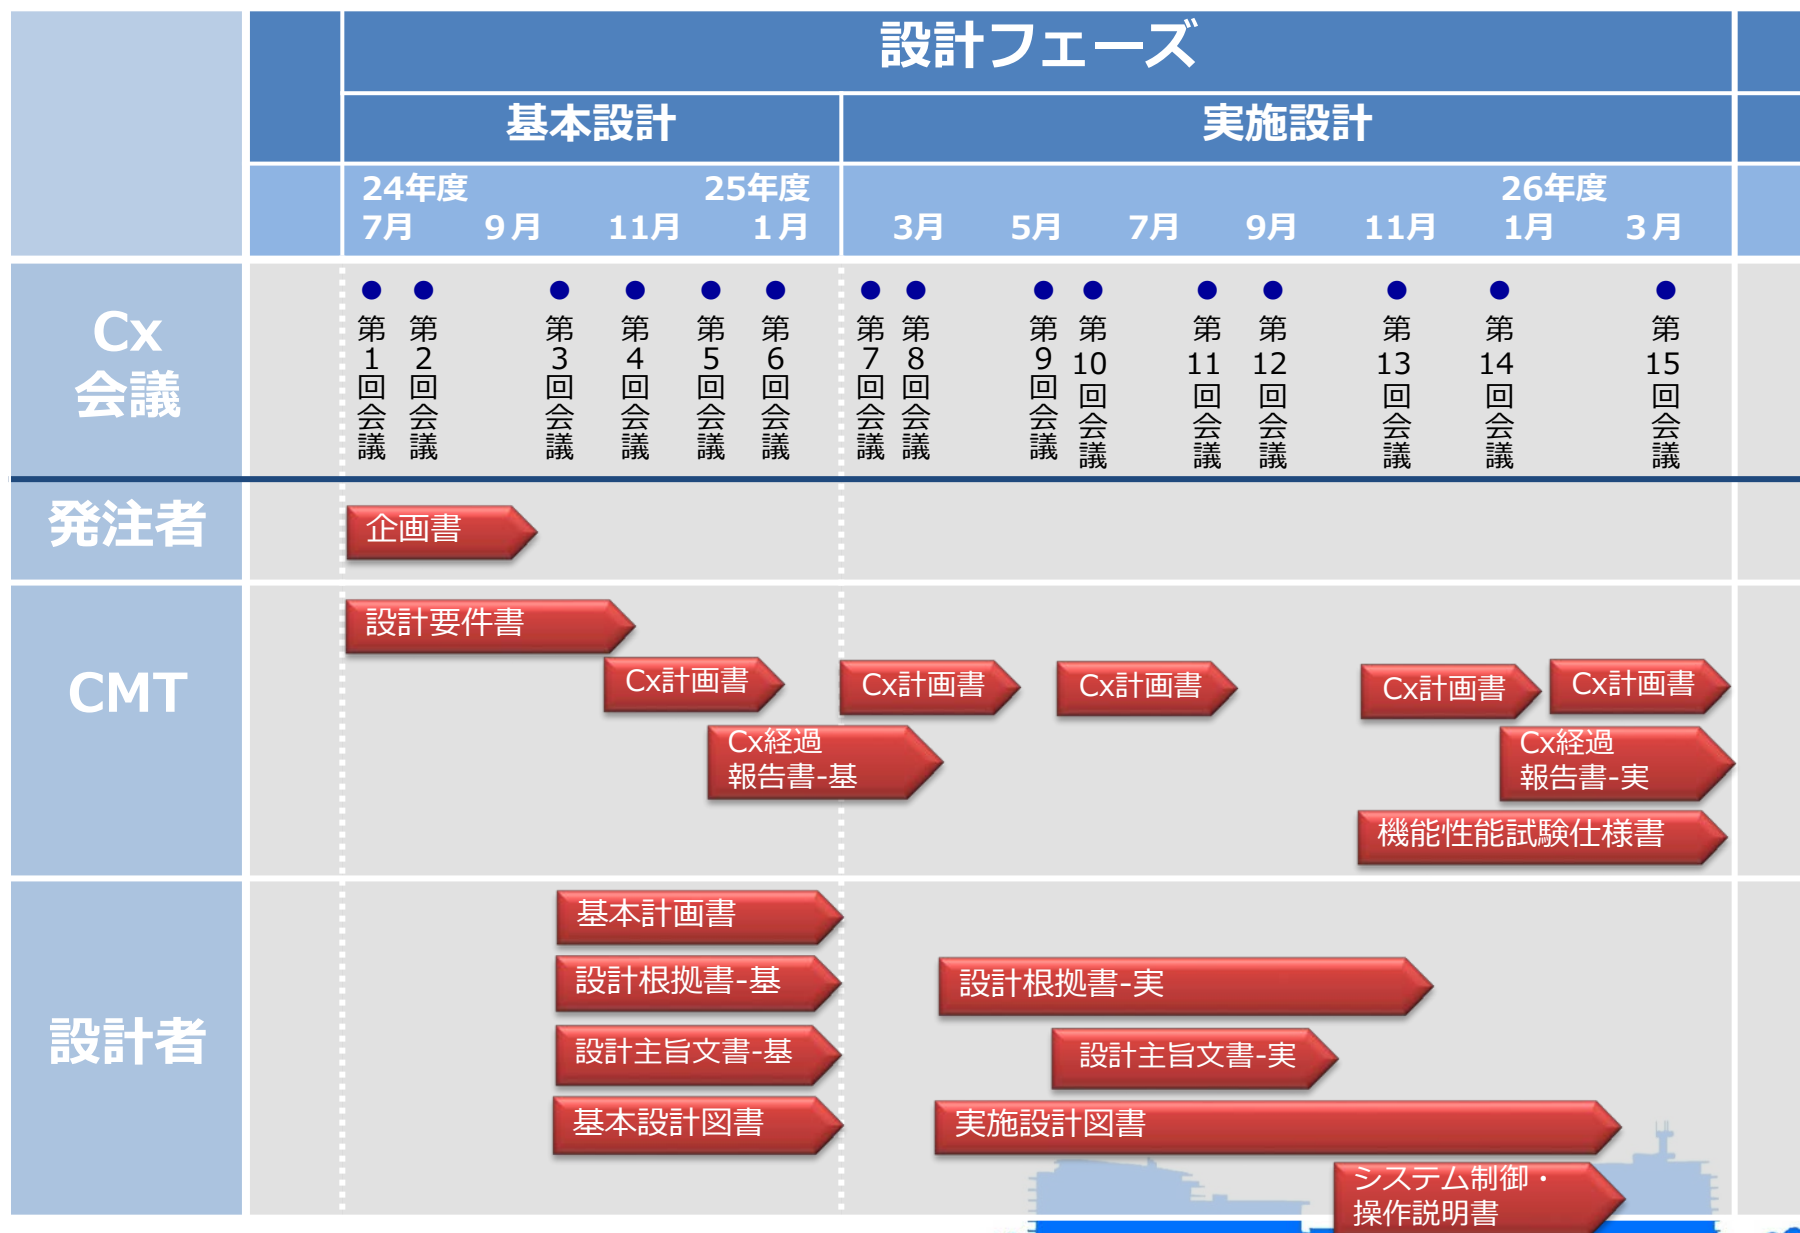 設計フェーズ
基本設計
実施設計
24年度
25年度
26年度
7月
9月
11月
1月
3月
5月
7月
9月
11月
1月
3月
Cx
会議
第1回会議
第2回会議
第3回会議
第4回会議
第5回会議
第6回会議
第7回会議
第8回会議
第9回会議
第10回会議
第11回会議
第12回会議
第13回会議
第14回会議
第15回会議
発注者
企画書
CMT
設計要件書
Cx計画書
Cx計画書
Cx計画書
Cx計画書
Cx計画書
Cx経過
報告書-基
Cx経過
報告書-実
機能性能試験仕様書
設計者
基本計画書
設計根拠書-基
設計根拠書-実
設計主旨文書-基
設計主旨文書-実
基本設計図書
実施設計図書
システム制御・
操作説明書